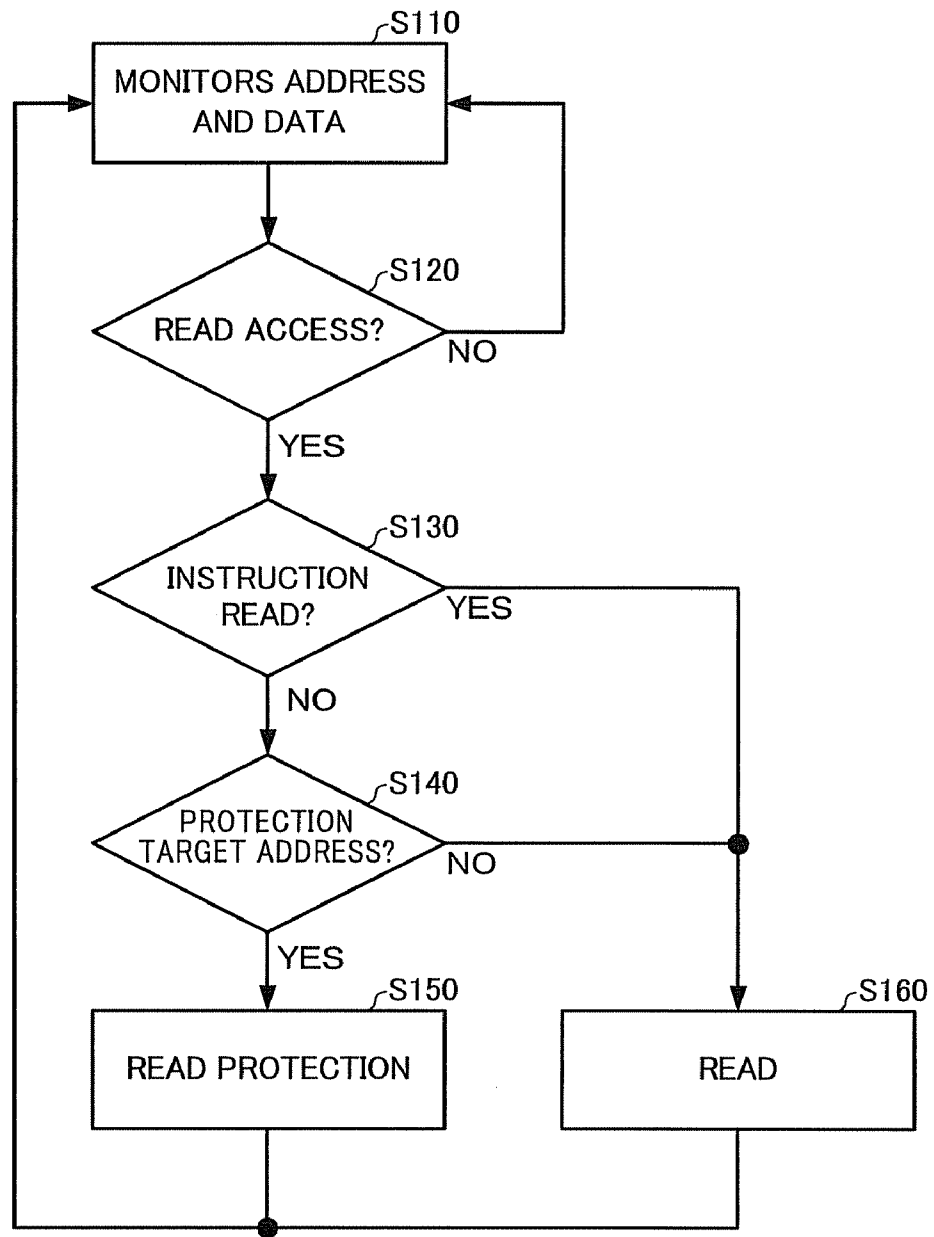 S110
MONITORS ADDRESS
AND DATA
S120
READ ACCESS?
NO
YES
S130
INSTRUCTION
READ?
YES
NO
S140
PROTECTION
TARGET ADDRESS?
NO
YES
S150
READ PROTECTION
S160
READ